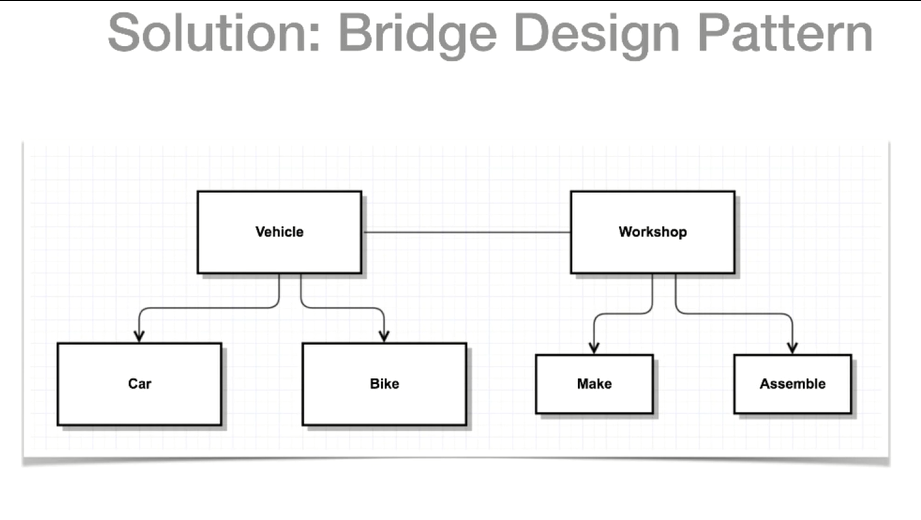 Solution: Bridge Design Pattern
Vehicle
Workshop
Car
Bike
Make
Assemble